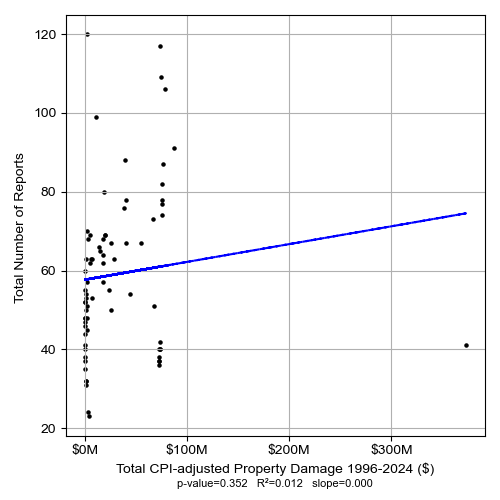 120
100
80
60
40
20
Total Number of Reports
$0M $100M $200M $300M
Total CPI-adjusted Property Damage 1996-2024 ($)
p-value=0.352 R²=0.012 slope=0.000